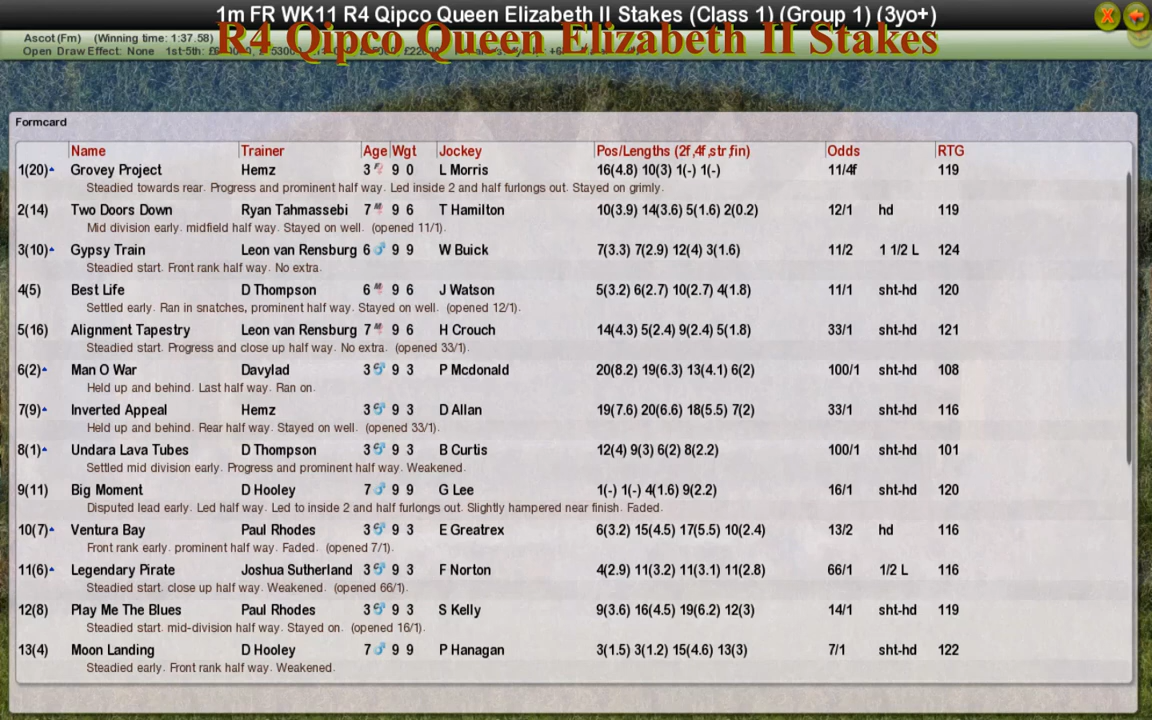 1m FR WK11 R4 Qipco Queen Elizabeth II Stakes (Class 1) (Group 1) (3yo+)
R4 Qipco Queen Elizabeth II Stakes
Ascot (Fm) (Winning time: 1:37.58)
Open Draw Effect: None 1st-5th:
Formcard
Name Trainer Age Wgt Jockey Pos/Lengths (2f,4f,str,fin) Odds RTG
1(20) Grovey Project Hemz 3 9 0 L Morris 16(4.8) 10(3) 1(-) 1(-) 11/4f 119
Steadied towards rear. Progress and prominent half way. Led inside 2 and half furlongs out. Stayed on grimly.
2(14) Two Doors Down Ryan Tahmassebi 7 9 6 T Hamilton 10(3.9) 14(3.6) 5(1.6) 2(0.2) 12/1 hd 119
Mid division early. midfield half way. Stayed on well. (opened 11/1).
3(10) Gypsy Train Leon van Rensburg 6 9 9 W Buick 7(3.3) 7(2.9) 12(4) 3(1.6) 11/2 1 1/2 L 124
Steadied start. Front rank half way. No extra.
4(5) Best Life D Thompson 6 9 6 J Watson 5(3.2) 6(2.7) 10(2.7) 4(1.8) 11/1 sht-hd 120
Settled early. Ran in snatches, prominent half way. Stayed on well. (opened 12/1).
5(16) Alignment Tapestry Leon van Rensburg 7 9 6 H Crouch 14(4.3) 5(2.4) 9(2.4) 5(1.8) 33/1 sht-hd 121
Steadied start. Progress and close up half way. No extra. (opened 33/1).
6(2) Man O War Davylad 3 9 3 P Mcdonald 20(8.2) 19(6.3) 13(4.1) 6(2) 100/1 sht-hd 108
Held up and behind. Last half way. Ran on.
7(9) Inverted Appeal Hemz 3 9 3 D Allan 19(7.6) 20(6.6) 18(5.5) 7(2) 33/1 sht-hd 116
Held up and behind. Rear half way. Stayed on well. (opened 33/1).
8(1) Undara Lava Tubes D Thompson 3 9 3 B Curtis 12(4) 9(3) 6(2) 8(2.2) 100/1 sht-hd 101
Settled mid division early. Progress and prominent half way. Weakened.
9(11) Big Moment D Hooley 7 9 9 G Lee 1(-) 1(-) 4(1.6) 9(2.2) 16/1 sht-hd 120
Disputed lead early. Led half way. Led to inside 2 and half furlongs out. Slightly hampered near finish. Faded.
10(7) Ventura Bay Paul Rhodes 3 9 3 E Greatrex 6(3.2) 15(4.5) 17(5.5) 10(2.4) 13/2 hd 116
Front rank early. prominent half way. Faded. (opened 7/1).
11(6) Legendary Pirate Joshua Sutherland 3 9 3 F Norton 4(2.9) 11(3.2) 11(3.1) 11(2.8) 66/1 1/2 L 116
Steadied start. close up half way. Weakened. (opened 66/1).
12(8) Play Me The Blues Paul Rhodes 3 9 3 S Kelly 9(3.6) 16(4.5) 19(6.2) 12(3) 14/1 sht-hd 119
Steadied start. mid-division half way. Stayed on. (opened 16/1).
13(4) Moon Landing D Hooley 7 9 9 P Hanagan 3(1.5) 3(1.2) 15(4.6) 13(3) 7/1 sht-hd 122
Steadied early. Front rank half way. Weakened.